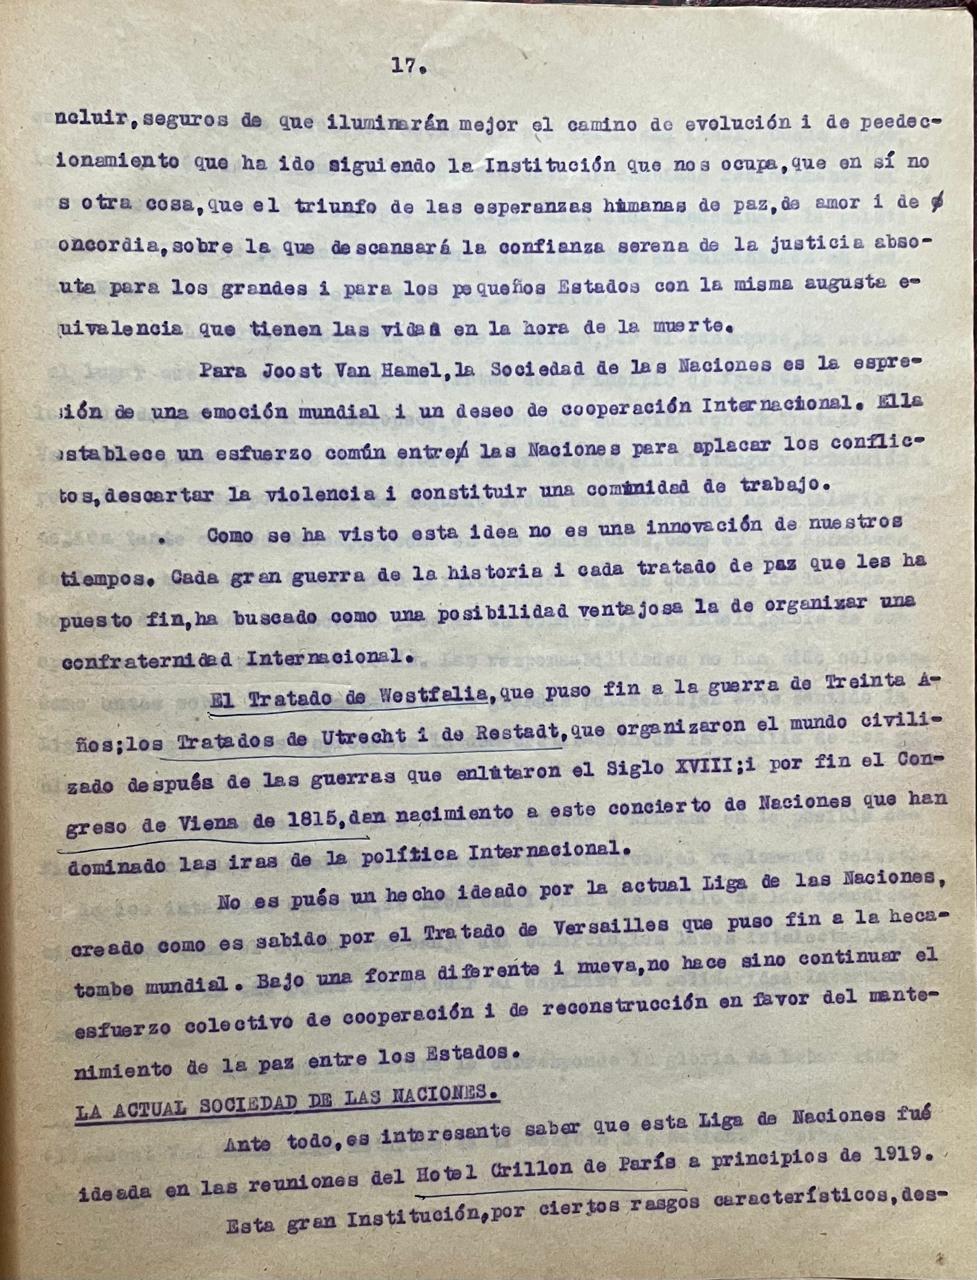 17.
ncluir,seguros de que iluminarán mejor el camino de evolución i de peedec-
ionamiento que ha ido siguiendo la Institución que nos ocupa,que en sí no
s otra cosa,que el triunfo de las esperanzas humanas de paz,de amor i de
oncordia,sobre la que descansará la confianza serena de la justicia abso-
uta para los grandes i para los pequeños Estados con la misma augusta e-
uivalencia que tienen las vidas en la hora de la muerte.
Para Joost Van Hamel,la Sociedad de las Naciones es la espre-
ión de una emoción mundial i un deseo de cooperación Internacional. Ella
stablece un esfuerzo común entre las Naciones para aplacar los conflic-
tos,descartar la violencia i constituir una comunidad de trabajo.
. Como se ha visto esta idea no es una innovación de nuestros
tiempos. Cada gran guerra de la historia i cada tratado de paz que les ha
puesto fin,ha buscado como una posibilidad ventajosa la de organizar una
confraternidad Internacional.
El Tratado de Westfalia,que puso fin a la guerra de Treinta A-
ños;los Tratados de Utrecht i de Restadt,que organizaron el mundo civili-
zado después de las guerras que enlutaron el Siglo XVIII;i por fin el Con-
greso de Viena de 1815,dan nacimiento a este concierto de Naciones que han
dominado las iras de la política Internacional.
No es pués un hecho ideado por la actual Liga de las Naciones,
creado como es sabido por el Tratado de Versailles que puso fin a la heca-
tombe mundial. Bajo una forma diferente i nueva,no hace sino continuar el
esfuerzo colectivo de cooperación i de reconstrucción en favor del mante-
nimiento de la paz entre los Estados.
LA ACTUAL SOCIEDAD DE LAS NACIONES.
Ante todo,es interesante saber que esta Liga de Naciones fué
ideada en las reuniones del Hotel Crillon de París a principios de 1919.
Esta gran Institución,por ciertos rasgos característicos,des-